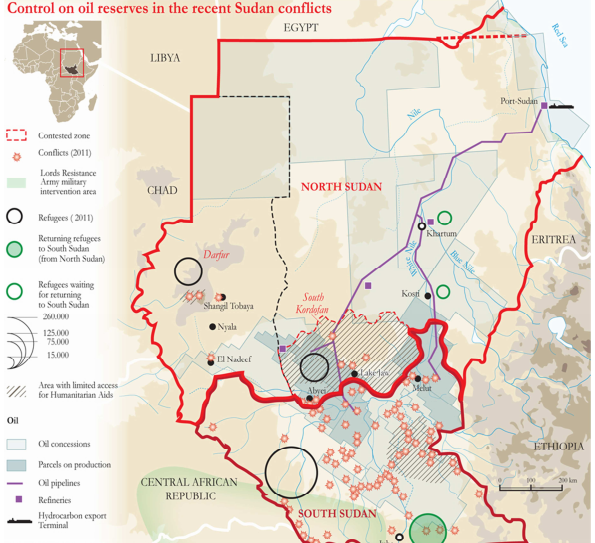 Control on oil reserves in the recent Sudan conflicts
EGYPT
LIBYA
Red
Sea
Port-Sudan
Nile
Contested zone
Conflicts (2011)
Lords Resistance
Army military
intervention area
CHAD
NORTH SUDAN
Refugees ( 2011)
Khartum
ERITREA
Returning refugees
to South Sudan
(from North Sudan)
Darfur
White Nile
Blue Nile
Refugees waiting
for returning
to South Sudan
Kosti
South
Kordofan
Shangil Tobaya
260.000
125.000
75.000
15.000
Nyala
El Nadeef
Area with limited access
for Humanitarian Aids
Abyei
Melut
Oil
Oil concessions
ETHIOPIA
Parcels on production
Oil pipelines
CENTRAL AFRICAN
REPUBLIC
0 100 200 km
Refineries
SOUTH SUDAN
Hydrocarbon export
Terminal